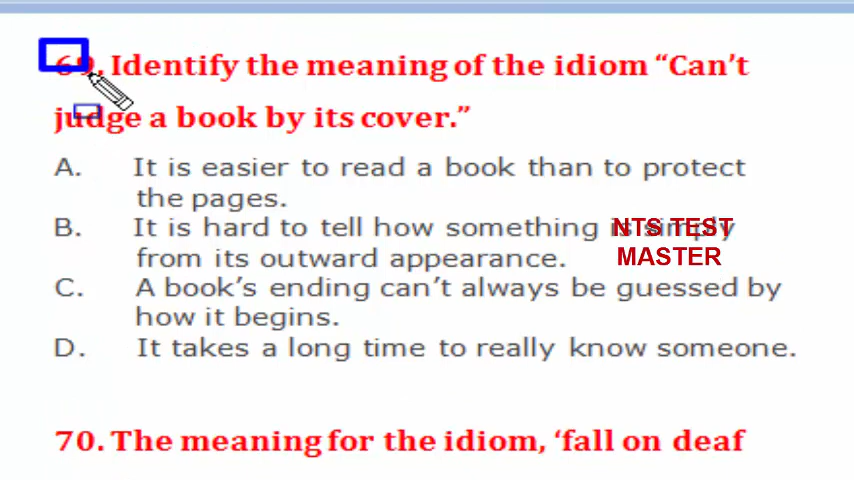 69. Identify the meaning of the idiom “Can’t
judge a book by its cover.”
A. It is easier to read a book than to protect
the pages.
B. It is hard to tell how something is simply
from its outward appearance.
NTS TEST
MASTER
C. A book’s ending can’t always be guessed by
how it begins.
D. It takes a long time to really know someone.
70. The meaning for the idiom, ‘fall on deaf